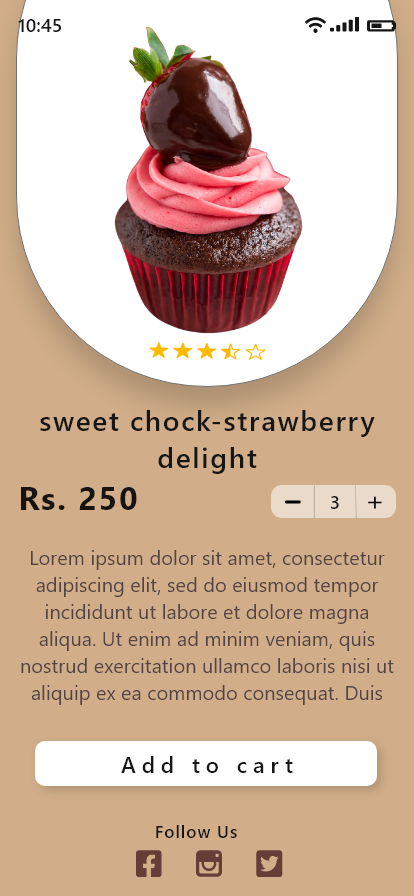 10:45
sweet chock-strawberry
delight
Rs. 250
3
Lorem ipsum dolor sit amet, consectetur
adipiscing elit, sed do eiusmod tempor
incididunt ut labore et dolore magna
aliqua. Ut enim ad minim veniam, quis
nostrud exercitation ullamco laboris nisi ut
aliquip ex ea commodo consequat. Duis
Add to cart
Follow Us